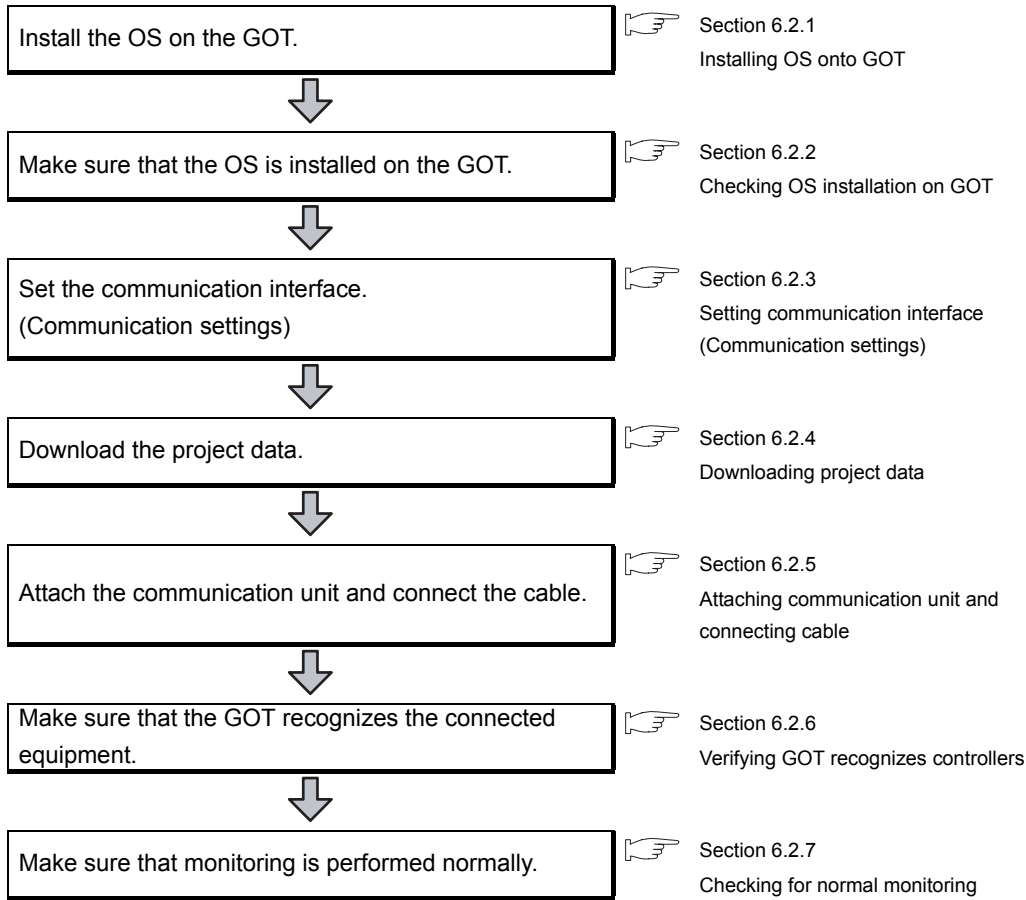 Install the OS on the GOT.
Section 6.2.1
Installing OS onto GOT
Make sure that the OS is installed on the GOT.
Section 6.2.2
Checking OS installation on GOT
Set the communication interface.
(Communication settings)
Section 6.2.3
Setting communication interface
(Communication settings)
Download the project data.
Section 6.2.4
Downloading project data
Attach the communication unit and connect the cable.
Section 6.2.5
Attaching communication unit and
connecting cable
Make sure that the GOT recognizes the connected
equipment.
Section 6.2.6
Verifying GOT recognizes controllers
Make sure that monitoring is performed normally.
Section 6.2.7
Checking for normal monitoring